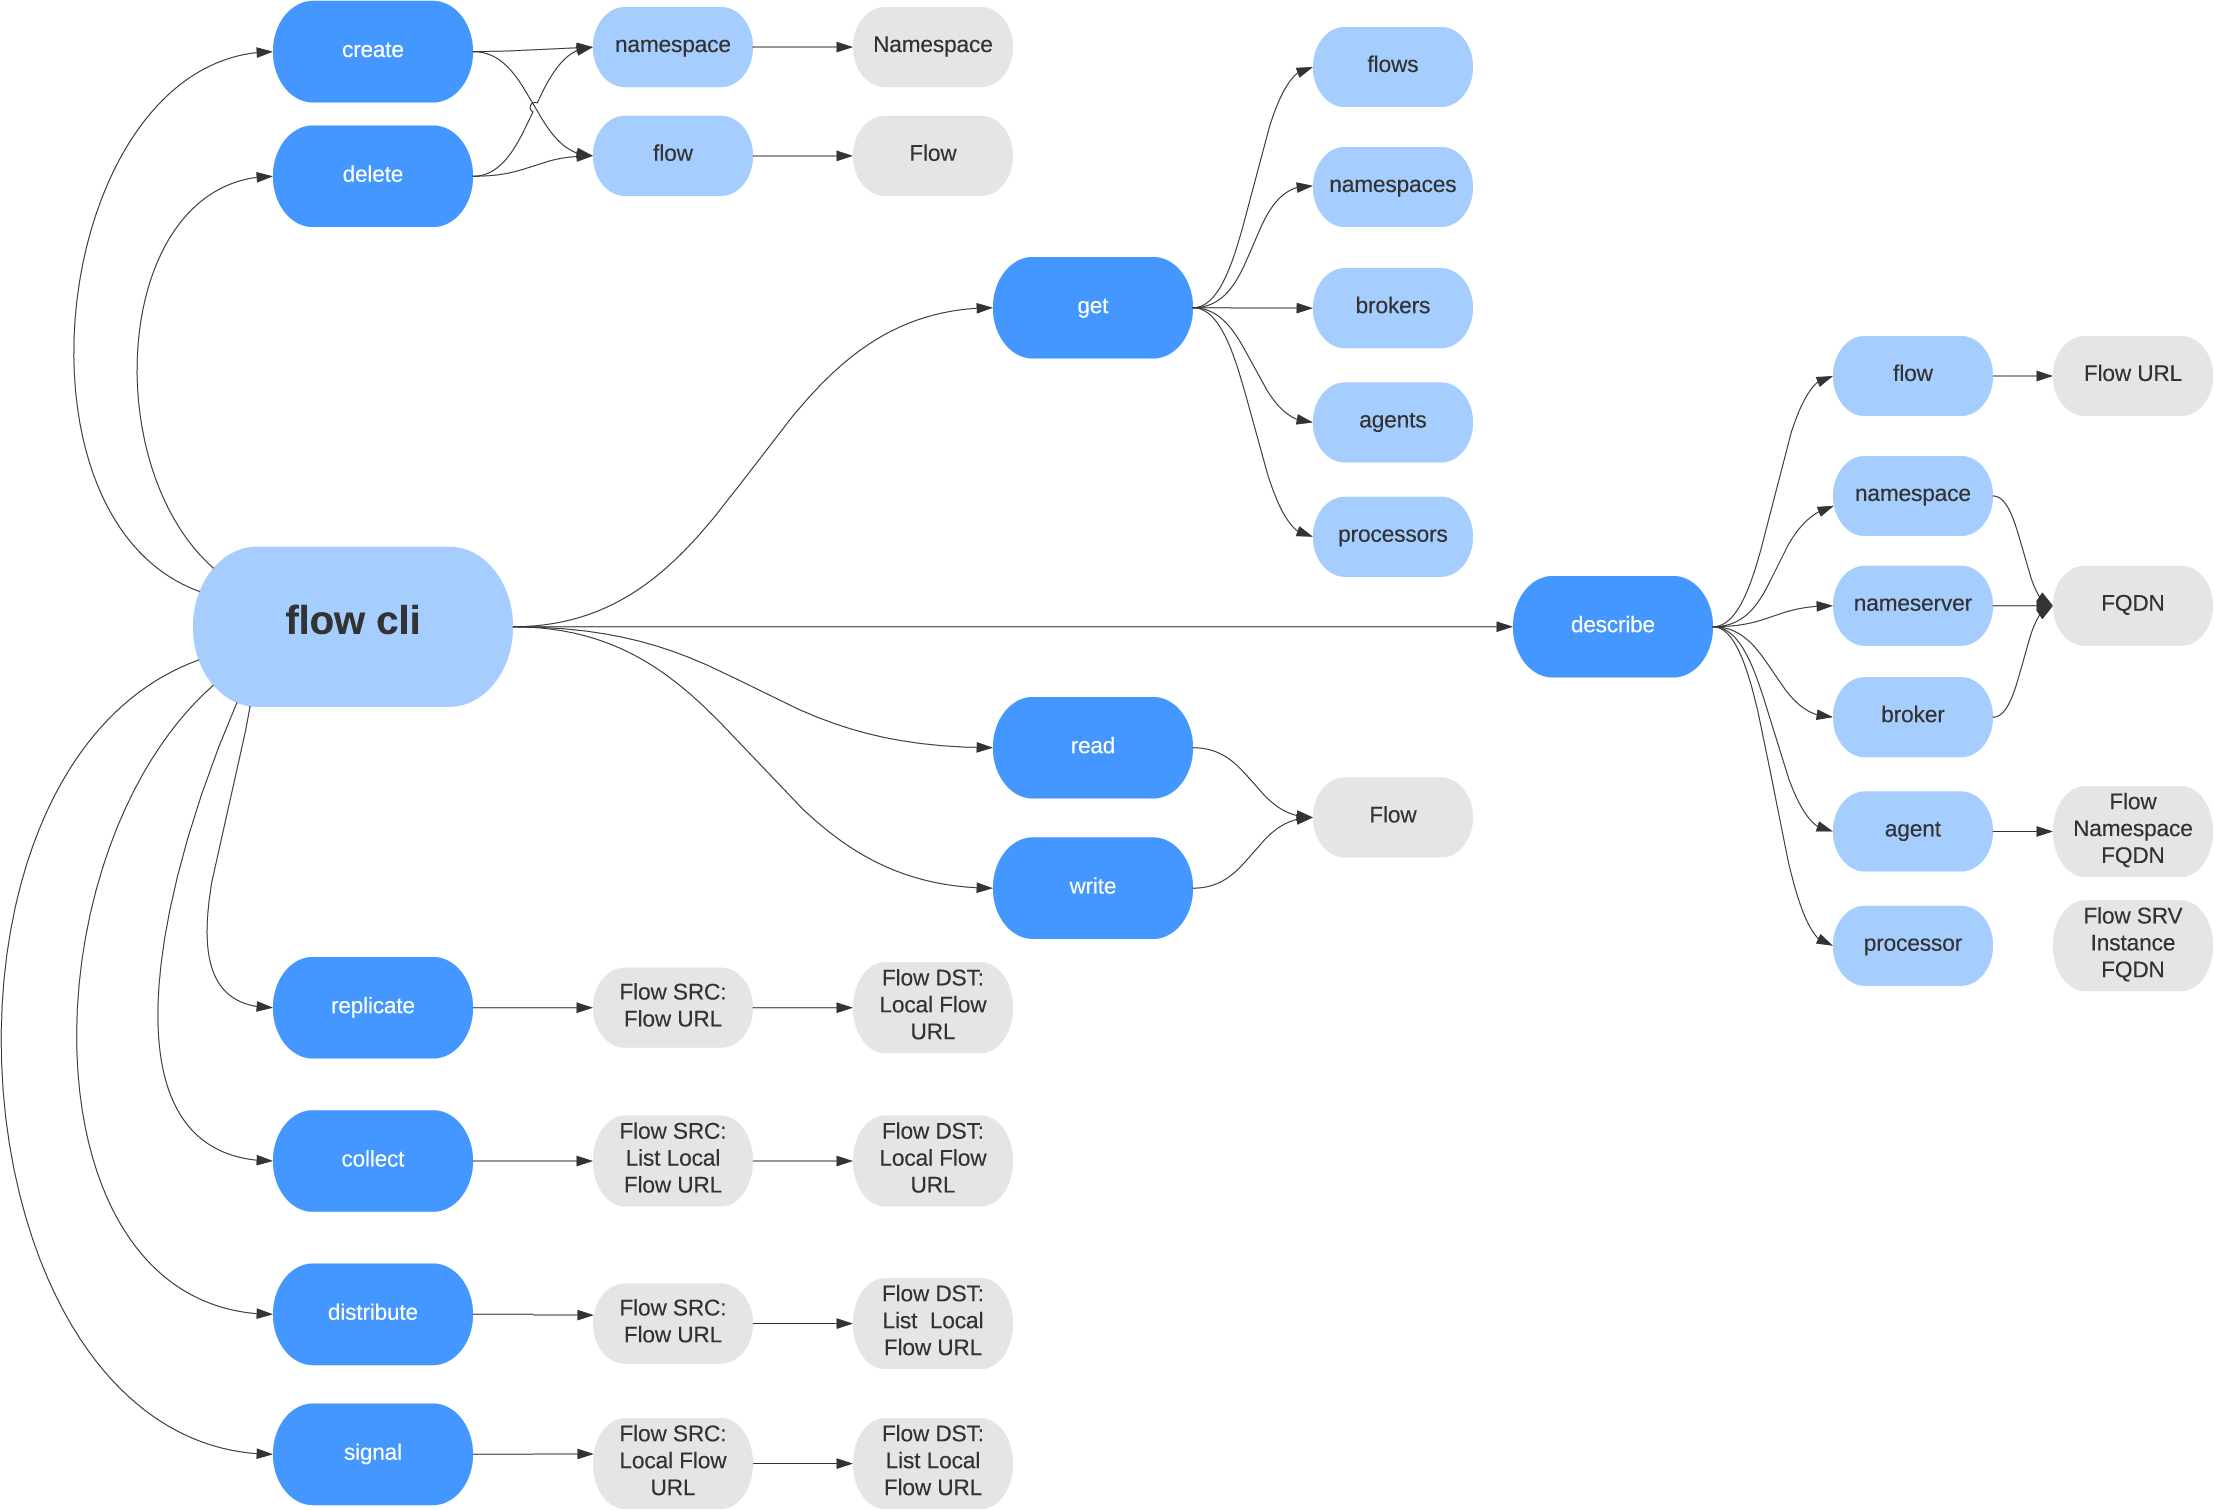 create
namespace
Namespace
delete
flow
Flow
flow cli
get
flows
namespaces
brokers
agents
processors
describe
flow
Flow URL
namespace
nameserver
FQDN
broker
agent
Flow
Namespace
FQDN
processor
Flow SRV
Instance
FQDN
read
write
Flow
replicate
Flow SRC:
Flow URL
Flow DST:
Local Flow
URL
collect
Flow SRC:
List Local
Flow URL
Flow DST:
Local Flow
URL
distribute
Flow SRC:
Flow URL
Flow DST:
List  Local
Flow URL
signal
Flow SRC:
Local Flow
URL
Flow DST:
List Local
Flow URL